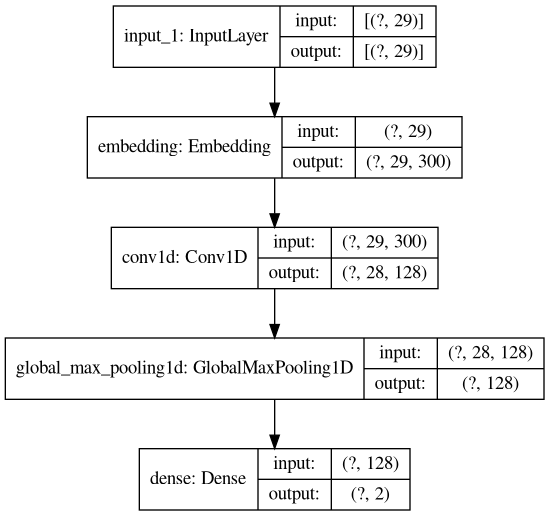 input_1: InputLayer
input:
[(?, 29)]
output:
[(?, 29)]
embedding: Embedding
input:
(?, 29)
output:
(?, 29, 300)
conv1d: Conv1D
input:
(?, 29, 300)
output:
(?, 28, 128)
global_max_pooling1d: GlobalMaxPooling1D
input:
(?, 28, 128)
output:
(?, 128)
dense: Dense
input:
(?, 128)
output:
(?, 2)